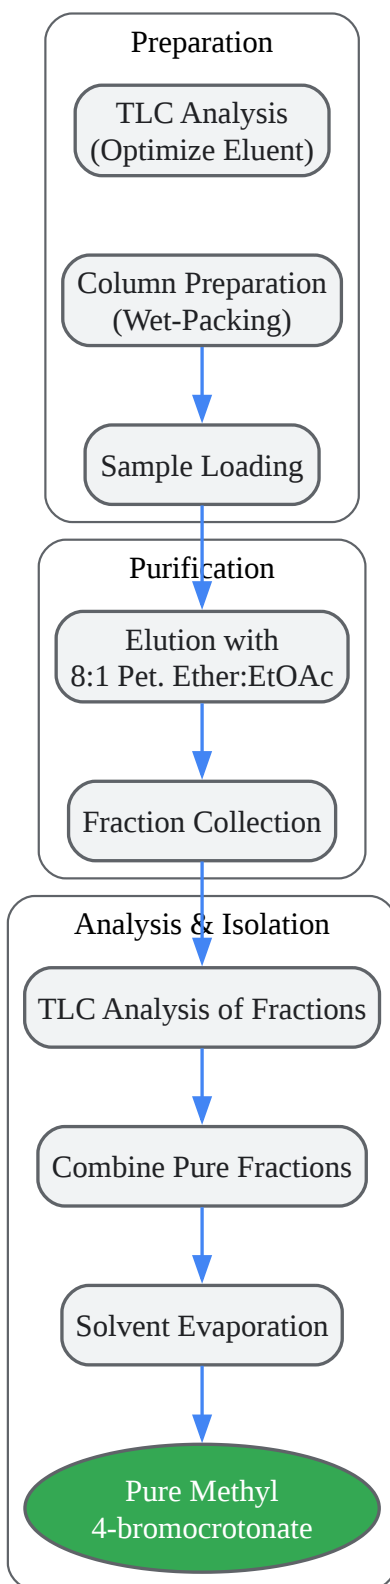 Preparation
TLC Analysis
(Optimize Eluent)
Column Preparation
(Wet-Packing)
Sample Loading
Purification
Elution with
8:1 Pet. Ether:EtOAc
Fraction Collection
Analysis & Isolation
TLC Analysis of Fractions
Combine Pure Fractions
Solvent Evaporation
Pure Methyl
4-bromocrotonate